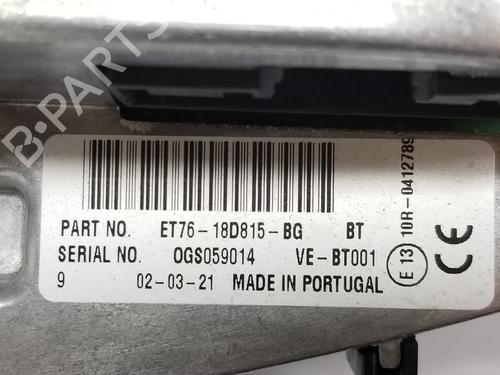 PART NO. ET76-18D815-BG BT
SERIAL NO. OGS059014 VE-BT001
9 02-03-21 MADE IN PORTUGAL
E 13
10R-0412789
CE
B-PARTS